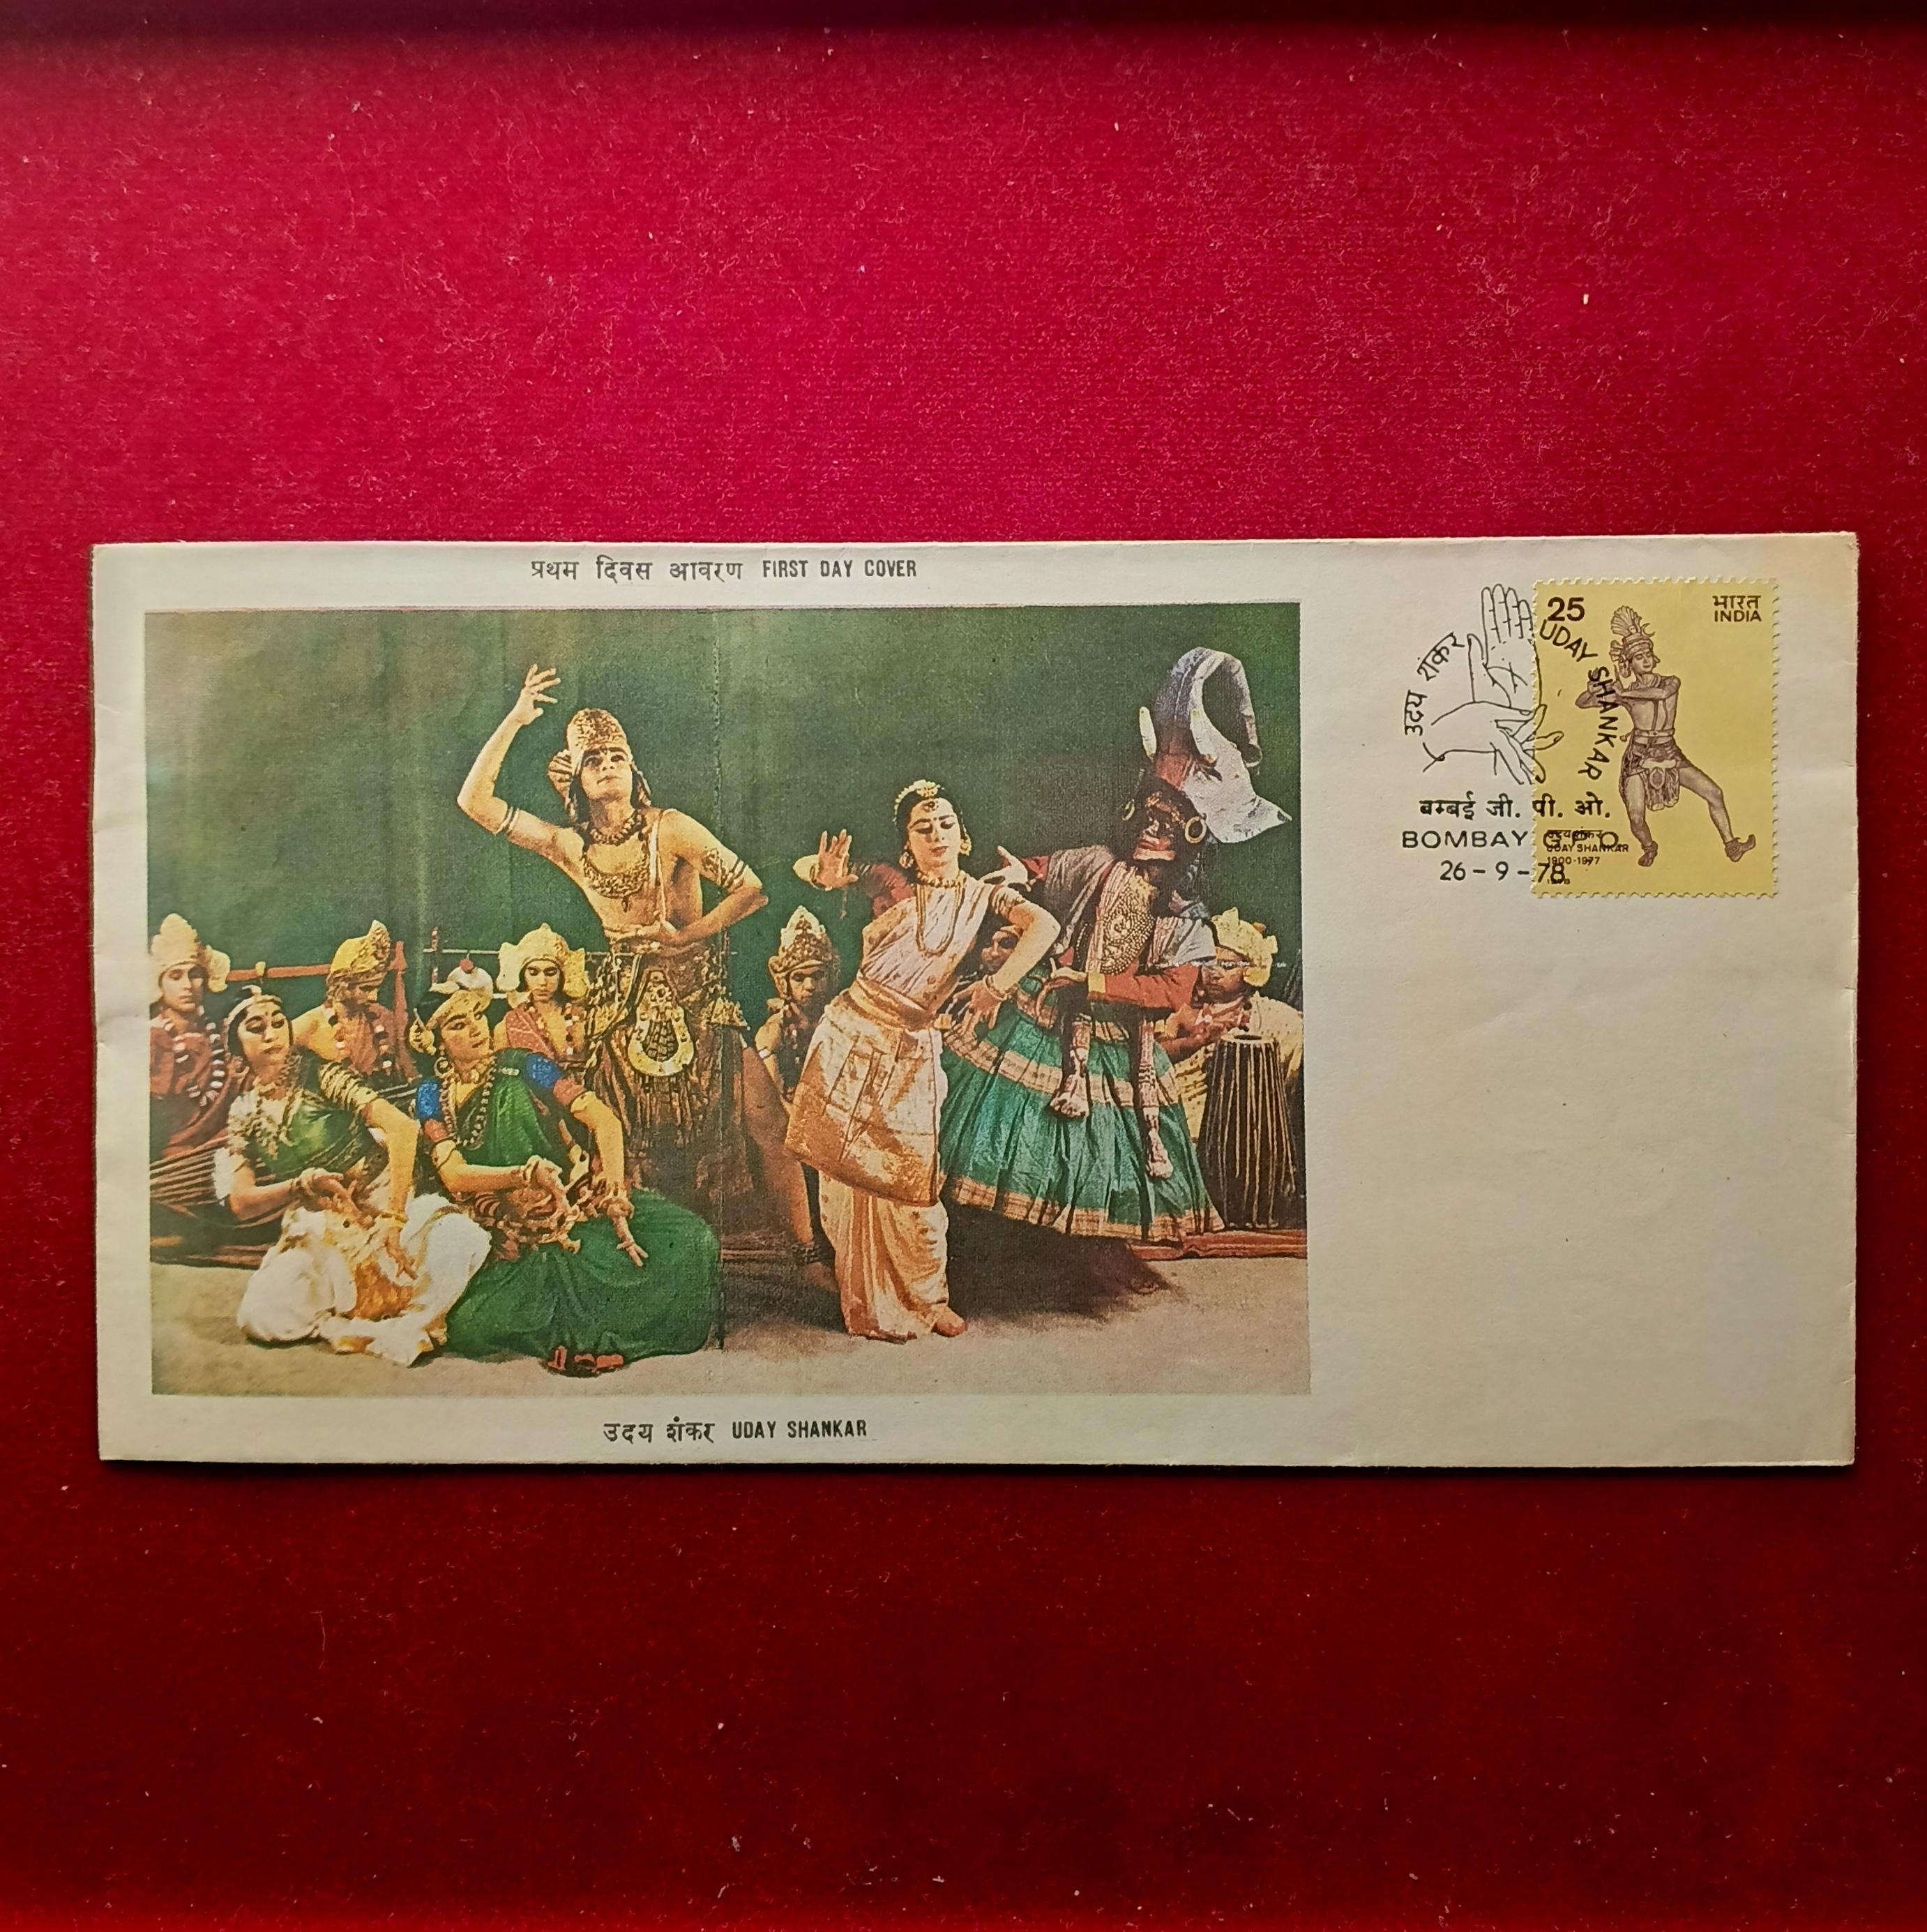 प्रथम दिवस आवरण FIRST DAY COVER
25
भारत
INDIA
उदय शंकर
UDAY SHANKAR
बम्बई जी. पी. ओ.
BOMBAY G.P.O.
26-9-78
उदय शंकर
UDAY SHANKAR
1900-1977
उदय शंकर UDAY SHANKAR